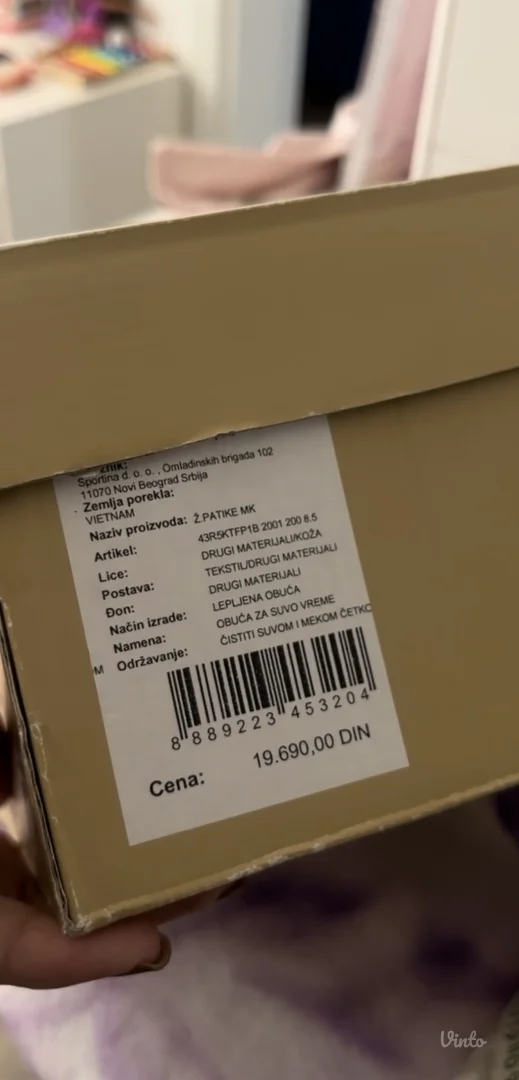 znik:
Sportina d. o. o. , Omladinskih brigada 102
11070 Novi Beograd Srbija
Zemlja porekla:
VIETNAM
Naziv proizvoda: Ž.PATIKE MK
Artikel: 43R5KTFP1B 2001 200 8.5
Lice: DRUGI MATERIJALI/KOŽA
Postava: TEKSTIL/DRUGI MATERIJALI
Đon: DRUGI MATERIJALI
Način izrade: LEPLJENA OBUĆA
Namena: OBUĆA ZA SUVO VREME
M Održavanje: ČISTITI SUVOM I MEKOM ČETKO
8 889223 453204
Cena: 19.690,00 DIN
Vinto